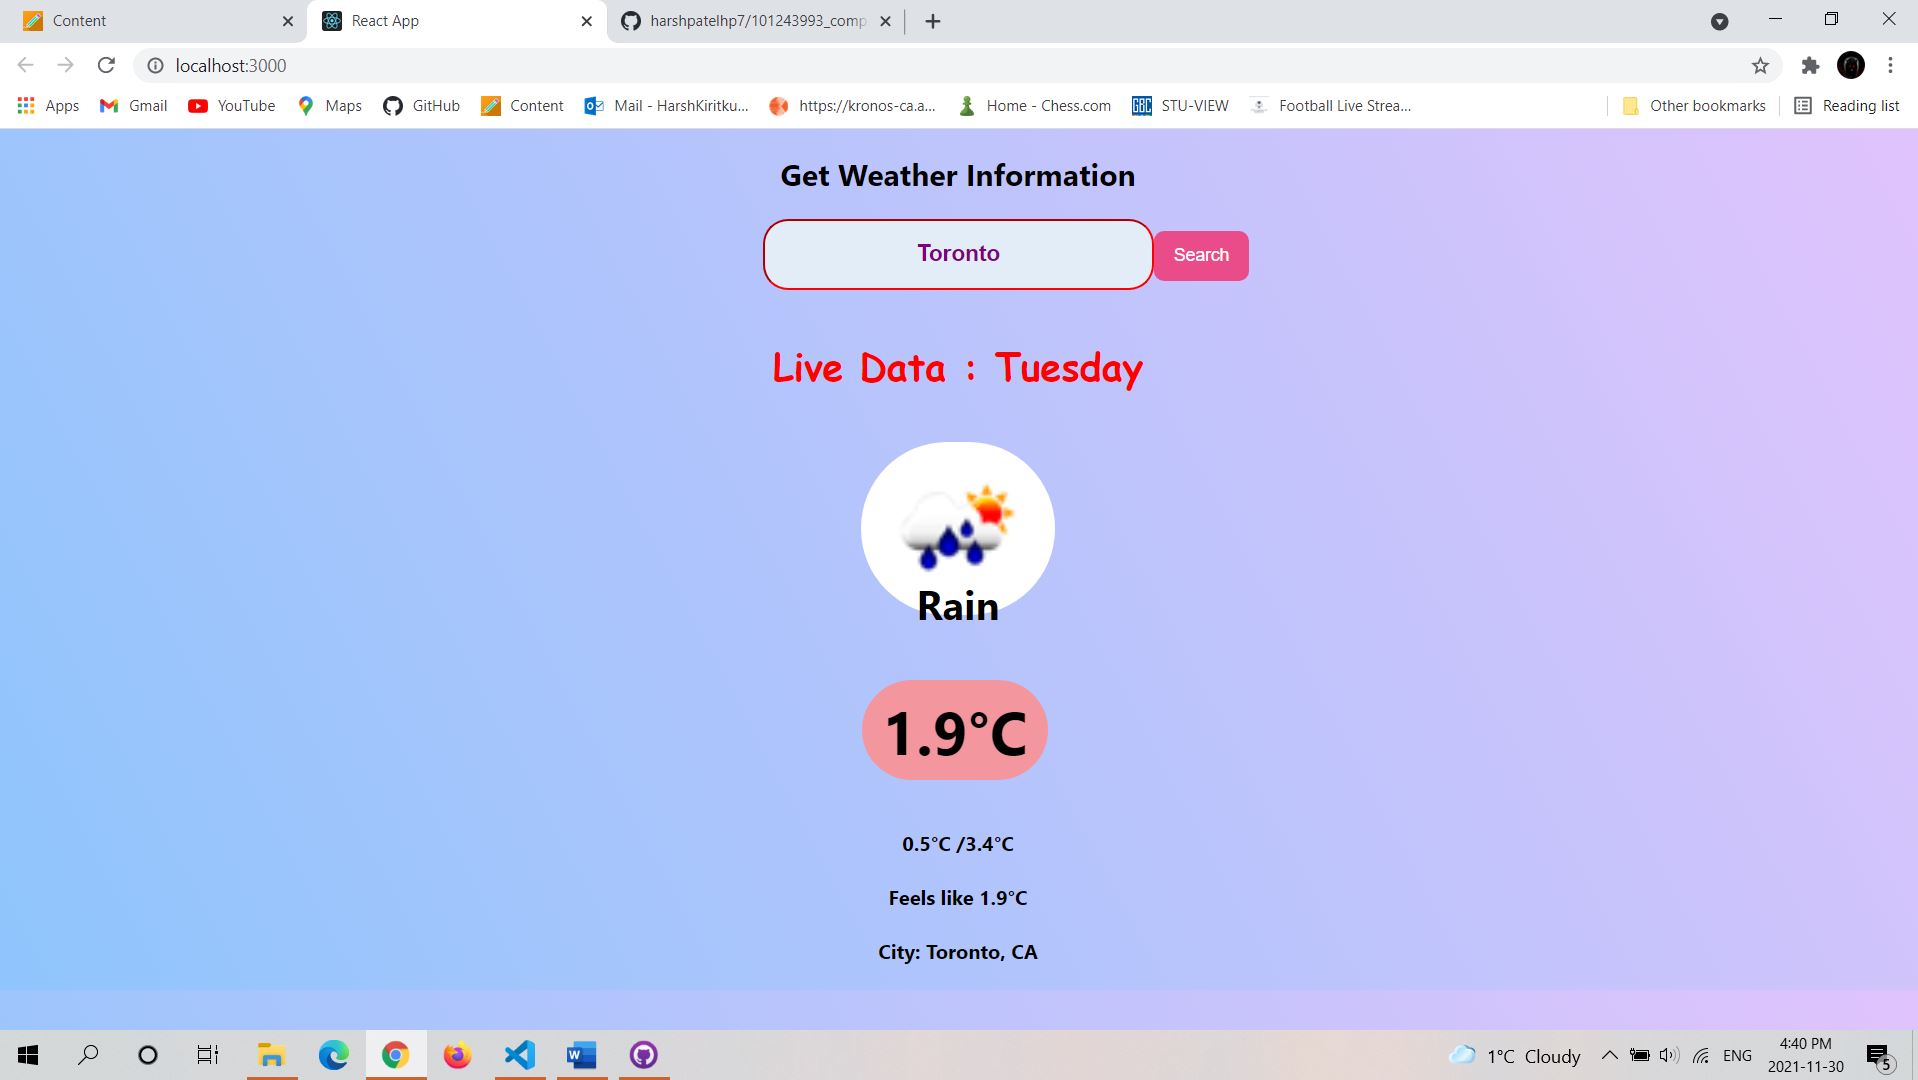 Content
React App
harshpatelhp7/101243993_comp
localhost:3000
Apps Gmail YouTube Maps GitHub Content Mail - HarshKiritku... https://kronos-ca.a... Home - Chess.com STU-VIEW Football Live Strea... Other bookmarks Reading list
Get Weather Information
Toronto Search
Live Data : Tuesday
Rain
1.9°C
0.5°C /3.4°C
Feels like 1.9°C
City: Toronto, CA
1°C Cloudy ENG
4:40 PM
2021-11-30
5